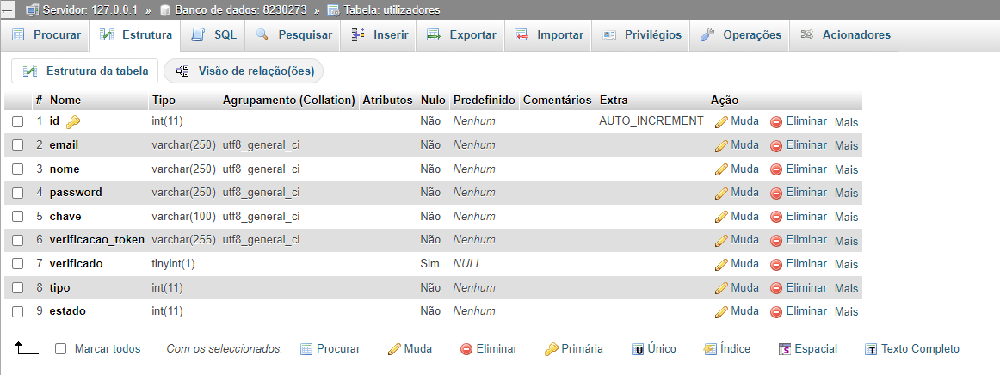 Servidor: 127.0.0.1 » Banco de dados: 8230273 » Tabela: utilizadores
Procurar Estrutura SQL Pesquisar Inserir Exportar Importar Privilégios Operações Acionadores
Estrutura da tabela Visão de relação(ões)
# Nome Tipo Agrupamento (Collation) Atributos Nulo Predefinido Comentários Extra Ação
1 id int(11) Não Nenhum AUTO_INCREMENT Muda Eliminar Mais
2 email varchar(250) utf8_general_ci Não Nenhum Muda Eliminar Mais
3 nome varchar(250) utf8_general_ci Não Nenhum Muda Eliminar Mais
4 password varchar(250) utf8_general_ci Não Nenhum Muda Eliminar Mais
5 chave varchar(100) utf8_general_ci Não Nenhum Muda Eliminar Mais
6 verificacao_token varchar(255) utf8_general_ci Não Nenhum Muda Eliminar Mais
7 verificado tinyint(1) Sim NULL Muda Eliminar Mais
8 tipo int(11) Não Nenhum Muda Eliminar Mais
9 estado int(11) Não Nenhum Muda Eliminar Mais
Marcar todos Com os seleccionados: Procurar Muda Eliminar Primária Único Índice Espacial Texto Completo